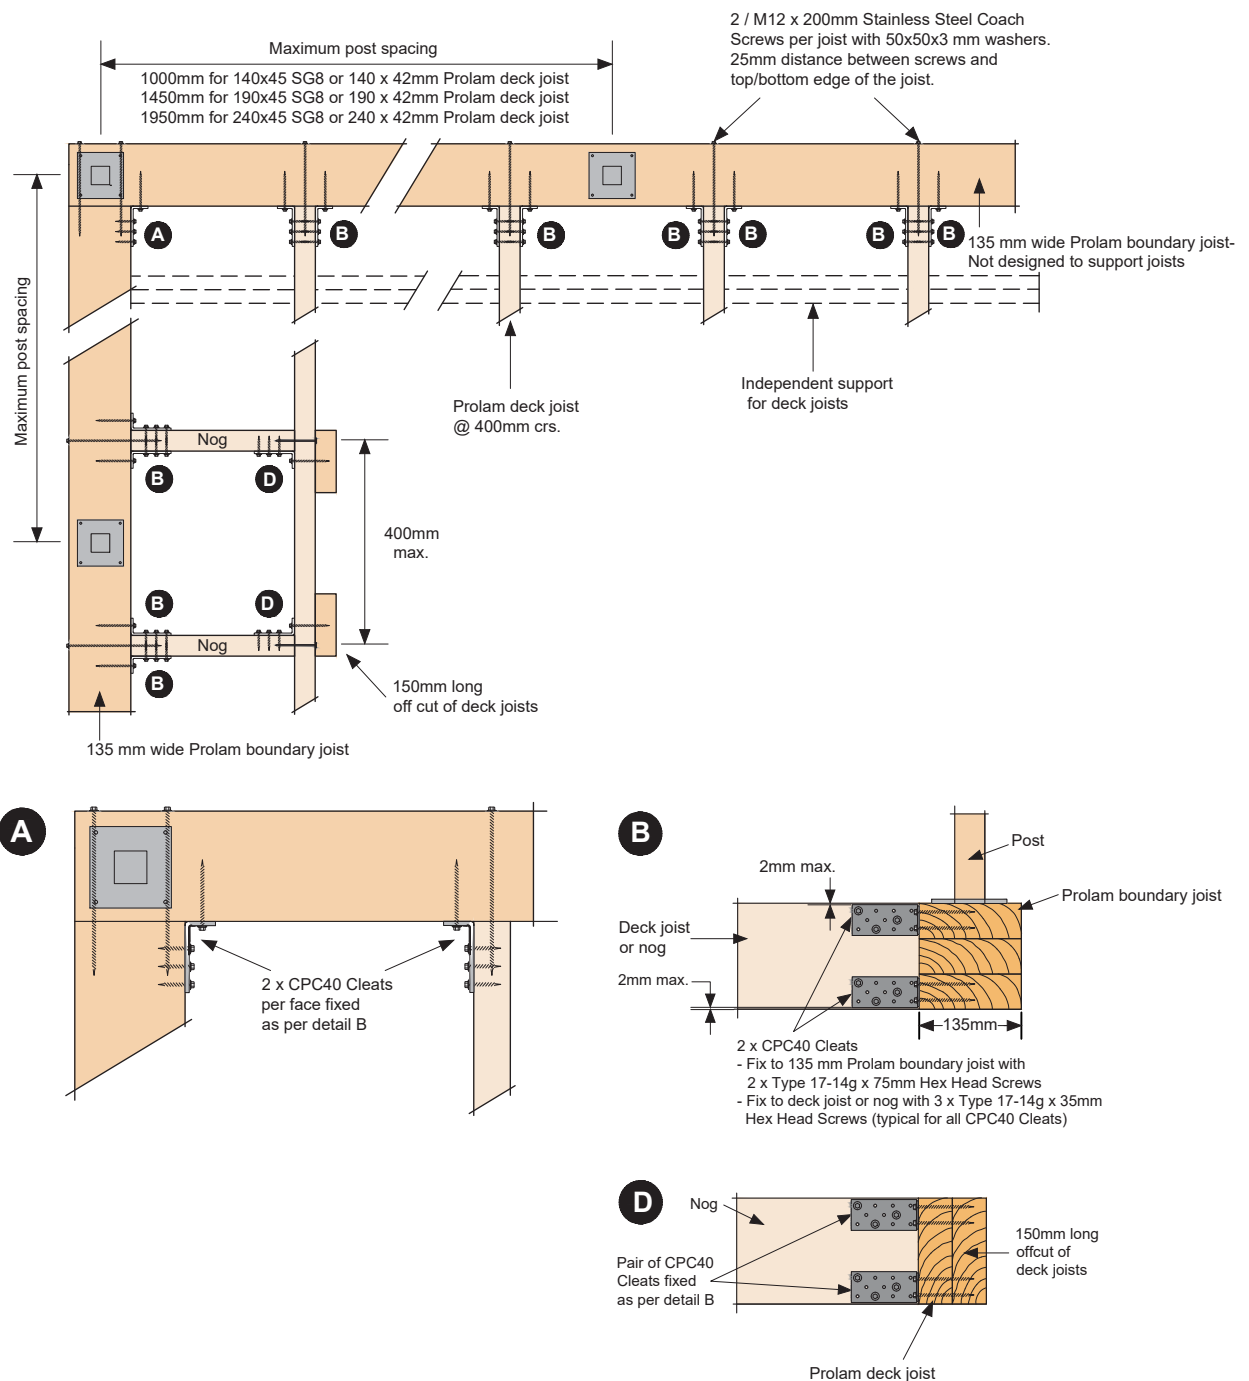 2 / M12 x 200mm Stainless Steel Coach
Screws per joist with 50x50x3 mm washers.
25mm distance between screws and
top/bottom edge of the joist.
Maximum post spacing
1000mm for 140x45 SG8 or 140 x 42mm Prolam deck joist
1450mm for 190x45 SG8 or 190 x 42mm Prolam deck joist
1950mm for 240x45 SG8 or 240 x 42mm Prolam deck joist
A
B
B
B
B
B
B
135 mm wide Prolam boundary joist-
Not designed to support joists
Maximum post spacing
Independent support
for deck joists
Prolam deck joist
@ 400mm crs.
Nog
B
D
400mm
max.
B
D
Nog
B
150mm long
off cut of deck joists
135 mm wide Prolam boundary joist
A
2 x CPC40 Cleats
per face fixed
as per detail B
B
Post
2mm max.
Prolam boundary joist
Deck joist
or nog
2mm max.
135mm
2 x CPC40 Cleats
- Fix to 135 mm Prolam boundary joist with
2 x Type 17-14g x 75mm Hex Head Screws
- Fix to deck joist or nog with 3 x Type 17-14g x 35mm
Hex Head Screws (typical for all CPC40 Cleats)
D
Nog
150mm long
offcut of
deck joists
Pair of CPC40
Cleats fixed
as per detail B
Prolam deck joist